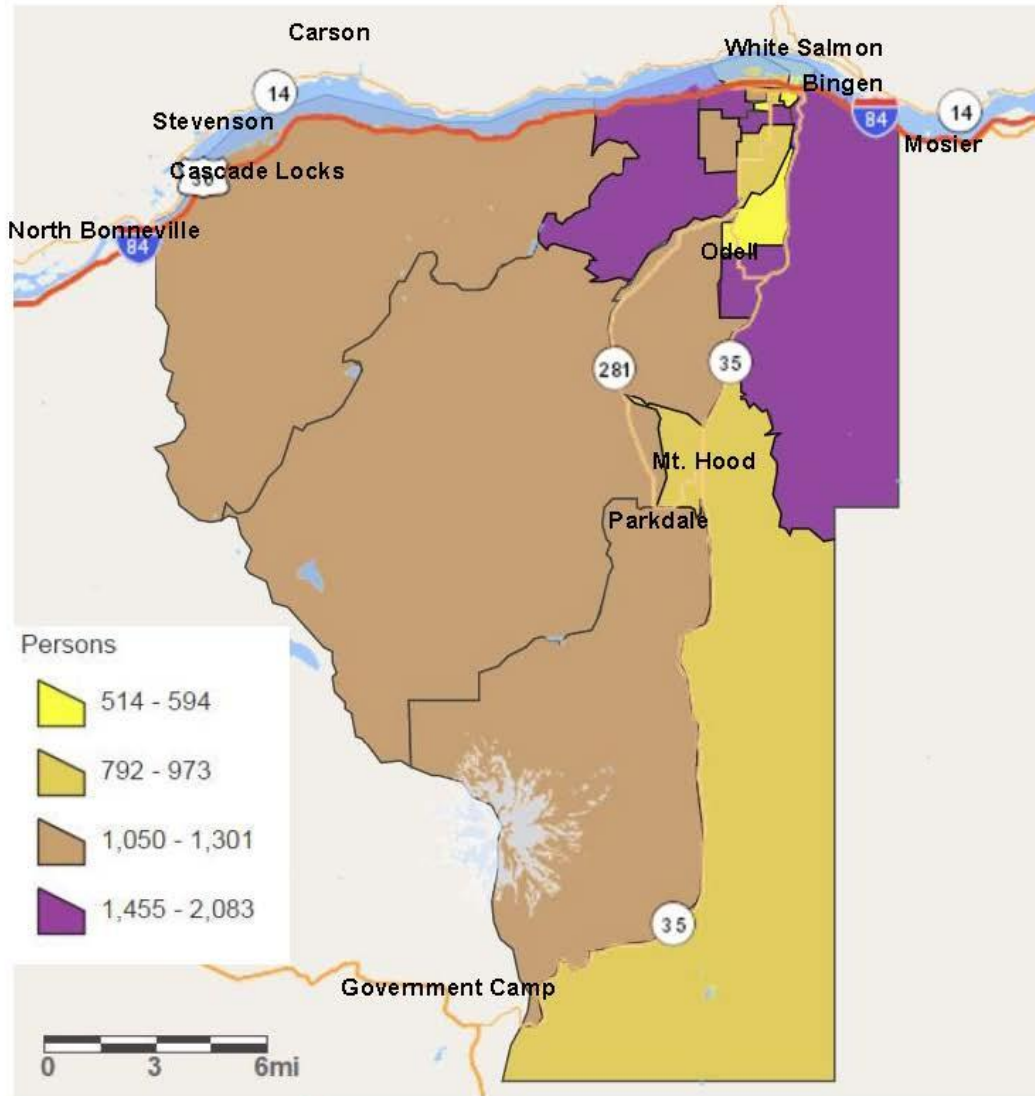 Carson
White Salmon
Bingen
14
84
14
Stevenson
Mosier
Cascade Locks
30
North Bonneville
84
Odell
281
35
Mt. Hood
Parkdale
Persons
514 - 594
792 - 973
1,050 - 1,301
1,455 - 2,083
35
Government Camp
0 3 6mi